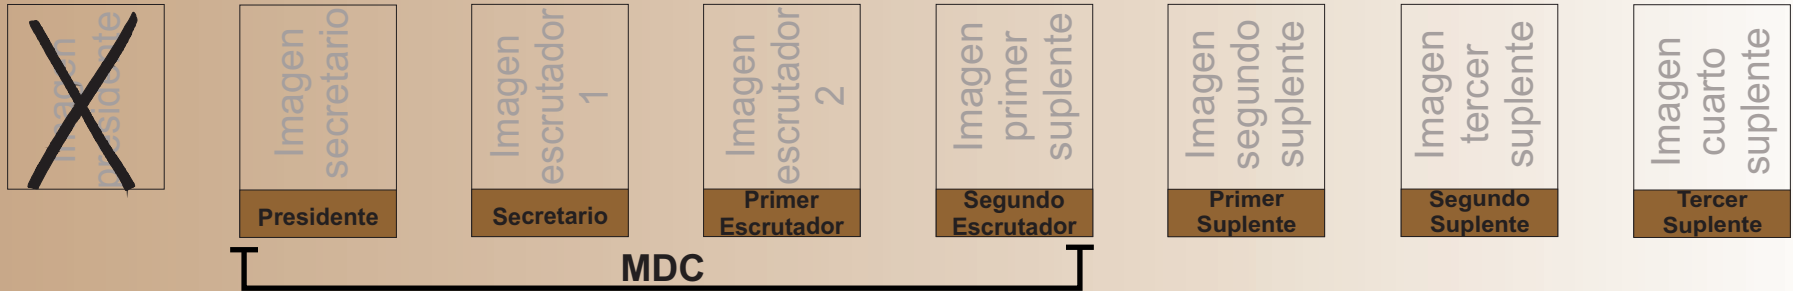 Imagen
presidente
Imagen
secretario
Presidente
Imagen
escrutador
1
Secretario
Imagen
escrutador
2
Primer
Escrutador
Imagen
primer
suplente
Segundo
Escrutador
Imagen
segundo
suplente
Primer
Suplente
Imagen
tercer
suplente
Segundo
Suplente
Imagen
cuarto
suplente
Tercer
Suplente
MDC